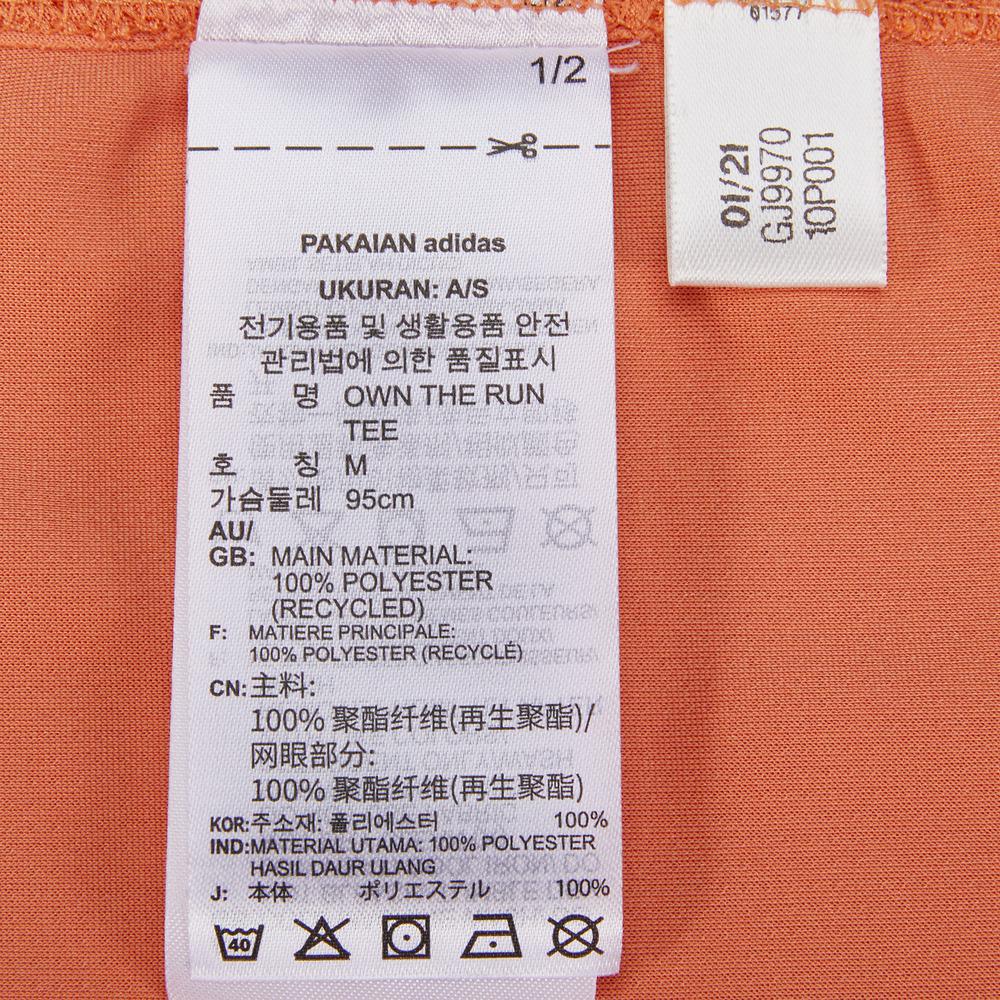 1/2
PAKAIAN adidas
UKURAN: A/S
전기용품 및 생활용품 안전
관리법에 의한 품질표시
품 명 OWN THE RUN
TEE
호 칭 M
가슴둘레 95cm
AU/
GB: MAIN MATERIAL:
100% POLYESTER
(RECYCLED)
F: MATIERE PRINCIPALE:
100% POLYESTER (RECYCLÉ)
CN:主料:
100% 聚酯纤维(再生聚酯)/
网眼部分:
100% 聚酯纤维(再生聚酯)
KOR:주소재: 폴리에스터 100%
IND:MATERIAL UTAMA: 100% POLYESTER
HASIL DAUR ULANG
J: 本体 ポリエステル 100%
40
01577
01/21
GJ9970
10P001